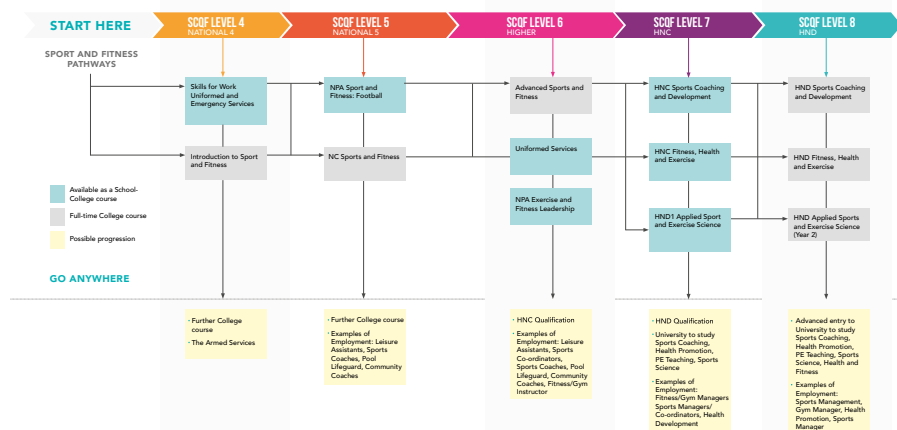 START HERE
SCQF LEVEL 4
NATIONAL 4
SCQF LEVEL 5
NATIONAL 5
SCQF LEVEL 6
HIGHER
SCQF LEVEL 7
HNC
SCQF LEVEL 8
HND
SPORT AND FITNESS
PATHWAYS
Skills for Work
Uniformed and
Emergency Services
NPA Sport and
Fitness: Football
Advanced Sports and
Fitness
HNC Sports Coaching
and Development
HND Sports Coaching
and Development
Introduction to Sport
and Fitness
NC Sports and Fitness
Uniformed Services
HNC Fitness, Health
and Exercise
HND Fitness, Health
and Exercise
NPA Exercise and
Fitness Leadership
HND1 Applied Sport
and Exercise Science
HND Applied Sports
and Exercise Science
(Year 2)
Available as a School-
College course
Full-time College course
Possible progression
GO ANYWHERE
· Further College
course
· The Armed Services
· Further College course
· Examples of
Employment: Leisure
Assistants, Sports
Coaches, Pool
Lifeguard, Community
Coaches
· HNC Qualification
· Examples of
Employment: Leisure
Assistants, Sports
Co-ordinators,
Sports Coaches, Pool
Lifeguard, Community
Coaches, Fitness/Gym
Instructor
· HND Qualification
· University to study
Sports Coaching,
Health Promotion,
PE Teaching, Sports
Science
· Examples of
Employment:
Fitness/Gym Managers
Sports Managers/
Co-ordinators, Health
Development
· Advanced entry to
University to study
Sports Coaching,
Health Promotion,
PE Teaching, Sports
Science, Health and
Fitness
· Examples of
Employment:
Sports Management,
Gym Manager, Health
Promotion, Sports
Manager